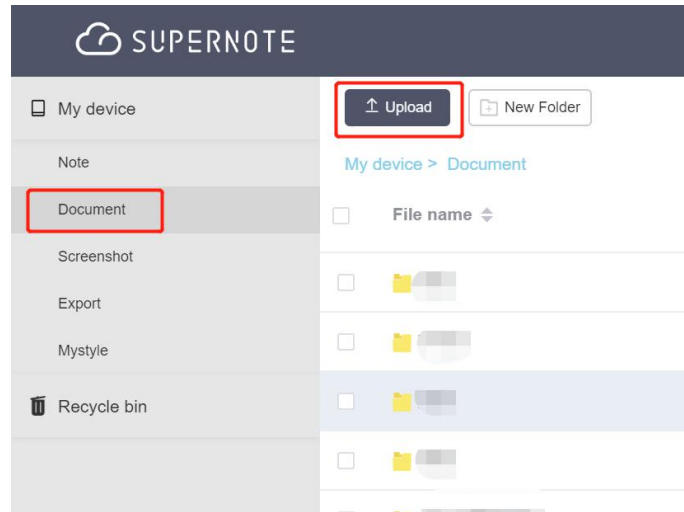 SUPERNOTE
My device
Note
Document
Screenshot
Export
Mystyle
Recycle bin
Upload New Folder
My device > Document
File name